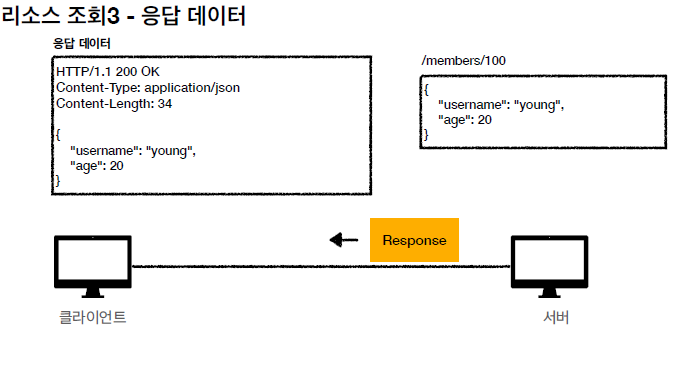 리소스 조회3 - 응답 데이터
응답 데이터
HTTP/1.1 200 OK
Content-Type: application/json
Content-Length: 34
{
"username": "young",
"age": 20
}
/members/100
{
"username": "young",
"age": 20
}
Response
클라이언트
서버